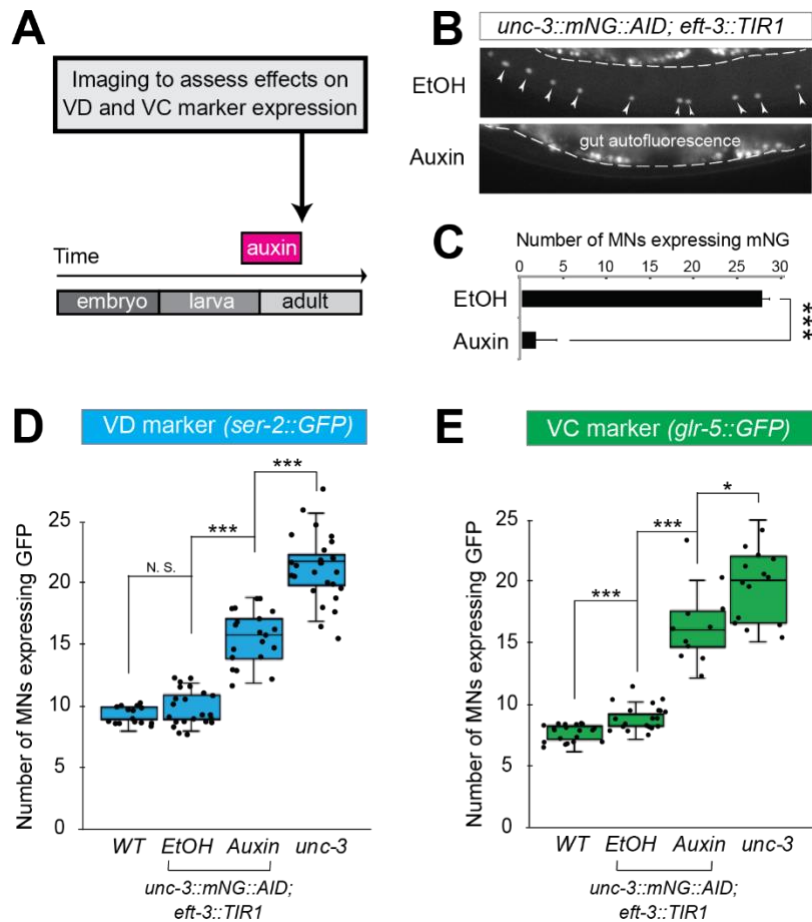 A
Imaging to assess effects on
VD and VC marker expression
auxin
Time
embryo
larva
adult
B
unc-3::mNG::AID; eft-3::TIR1
EtOH
Auxin
gut autofluorescence
C
Number of MNs expressing mNG
0 5 10 15 20 25 30
EtOH
Auxin
***
D
VD marker (ser-2::GFP)
***
***
N. S.
Number of MNs expressing GFP
25
20
15
10
5
0
WT EtOH Auxin unc-3
unc-3::mNG::AID;
eft-3::TIR1
E
VC marker (glr-5::GFP)
*
***
***
Number of MNs expressing GFP
25
20
15
10
5
0
WT EtOH Auxin unc-3
unc-3::mNG::AID;
eft-3::TIR1